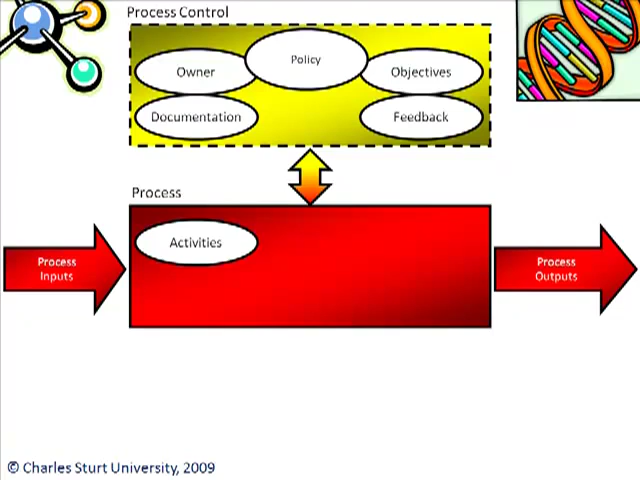 Process Control
Policy
Owner
Objectives
Documentation
Feedback
Process
Activities
Process
Inputs
Process
Outputs
© Charles Sturt University, 2009